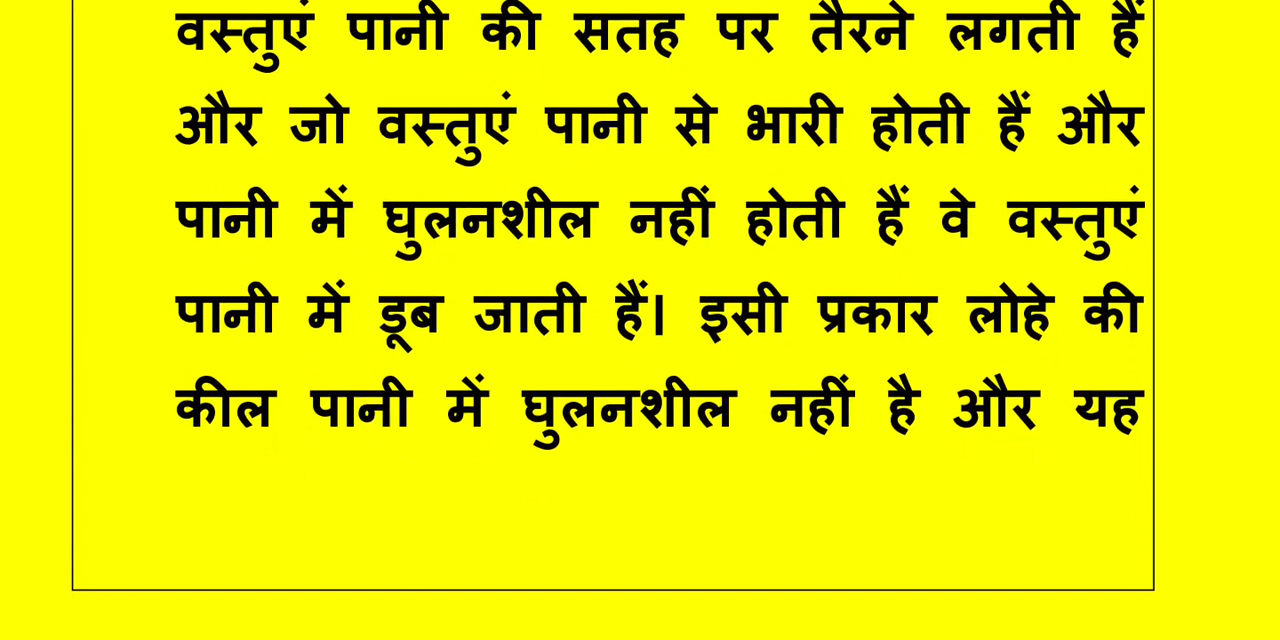 वस्तुएं पानी की सतह पर तैरने लगती हैं
और जो वस्तुएं पानी से भारी होती हैं और
पानी में घुलनशील नहीं होती हैं वे वस्तुएं
पानी में डूब जाती हैं। इसी प्रकार लोहे की
कील पानी में घुलनशील नहीं है और यह